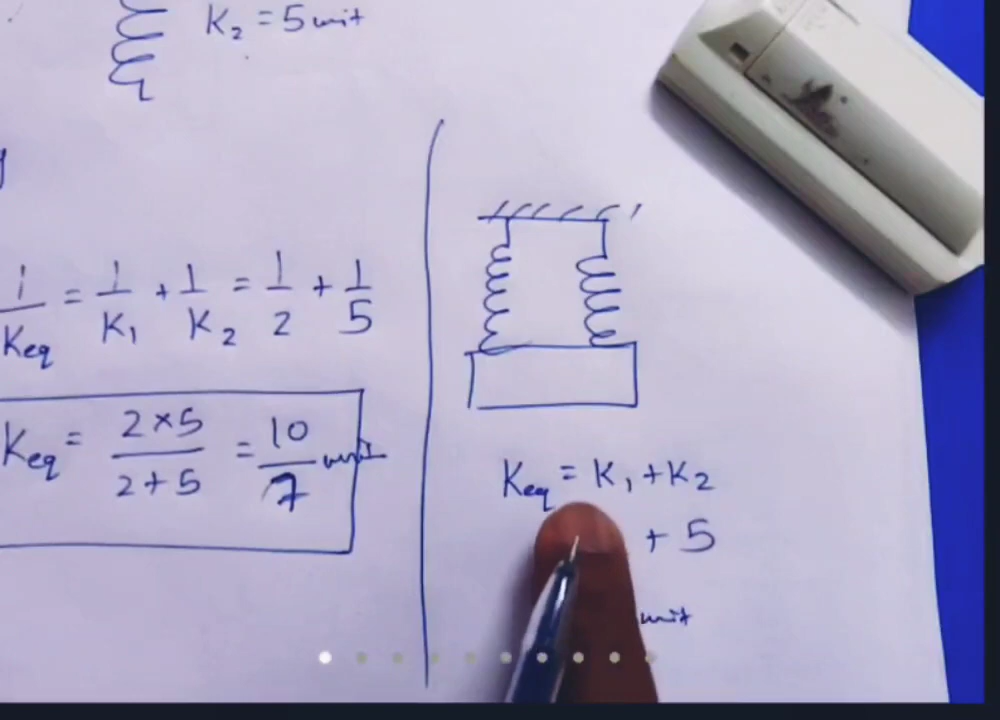 K₂ = 5 unit
1/Keq = 1/K₁ + 1/K₂ = 1/2 + 1/5
Keq = 2×5/2+5 = 10/7 unit
Keq = K₁ + K₂
+ 5
unit